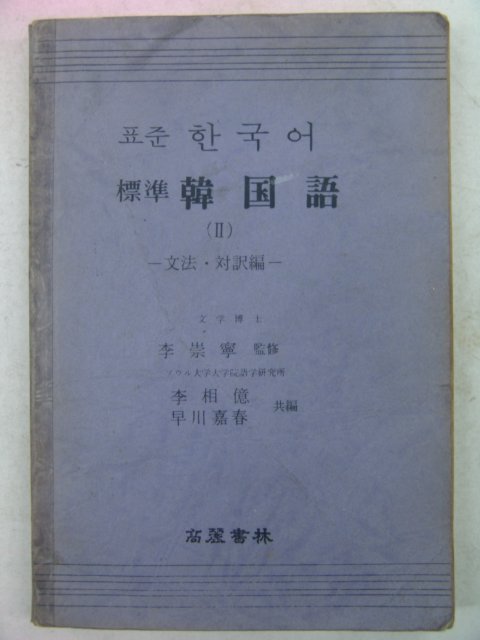 표준 한국어
標準 韓国語
(Ⅱ)
―文法・対訳編―
文学博士
李崇寧 監修
ソウル大学大学院語学研究所
李相億
早川嘉春
共編
高麗書林